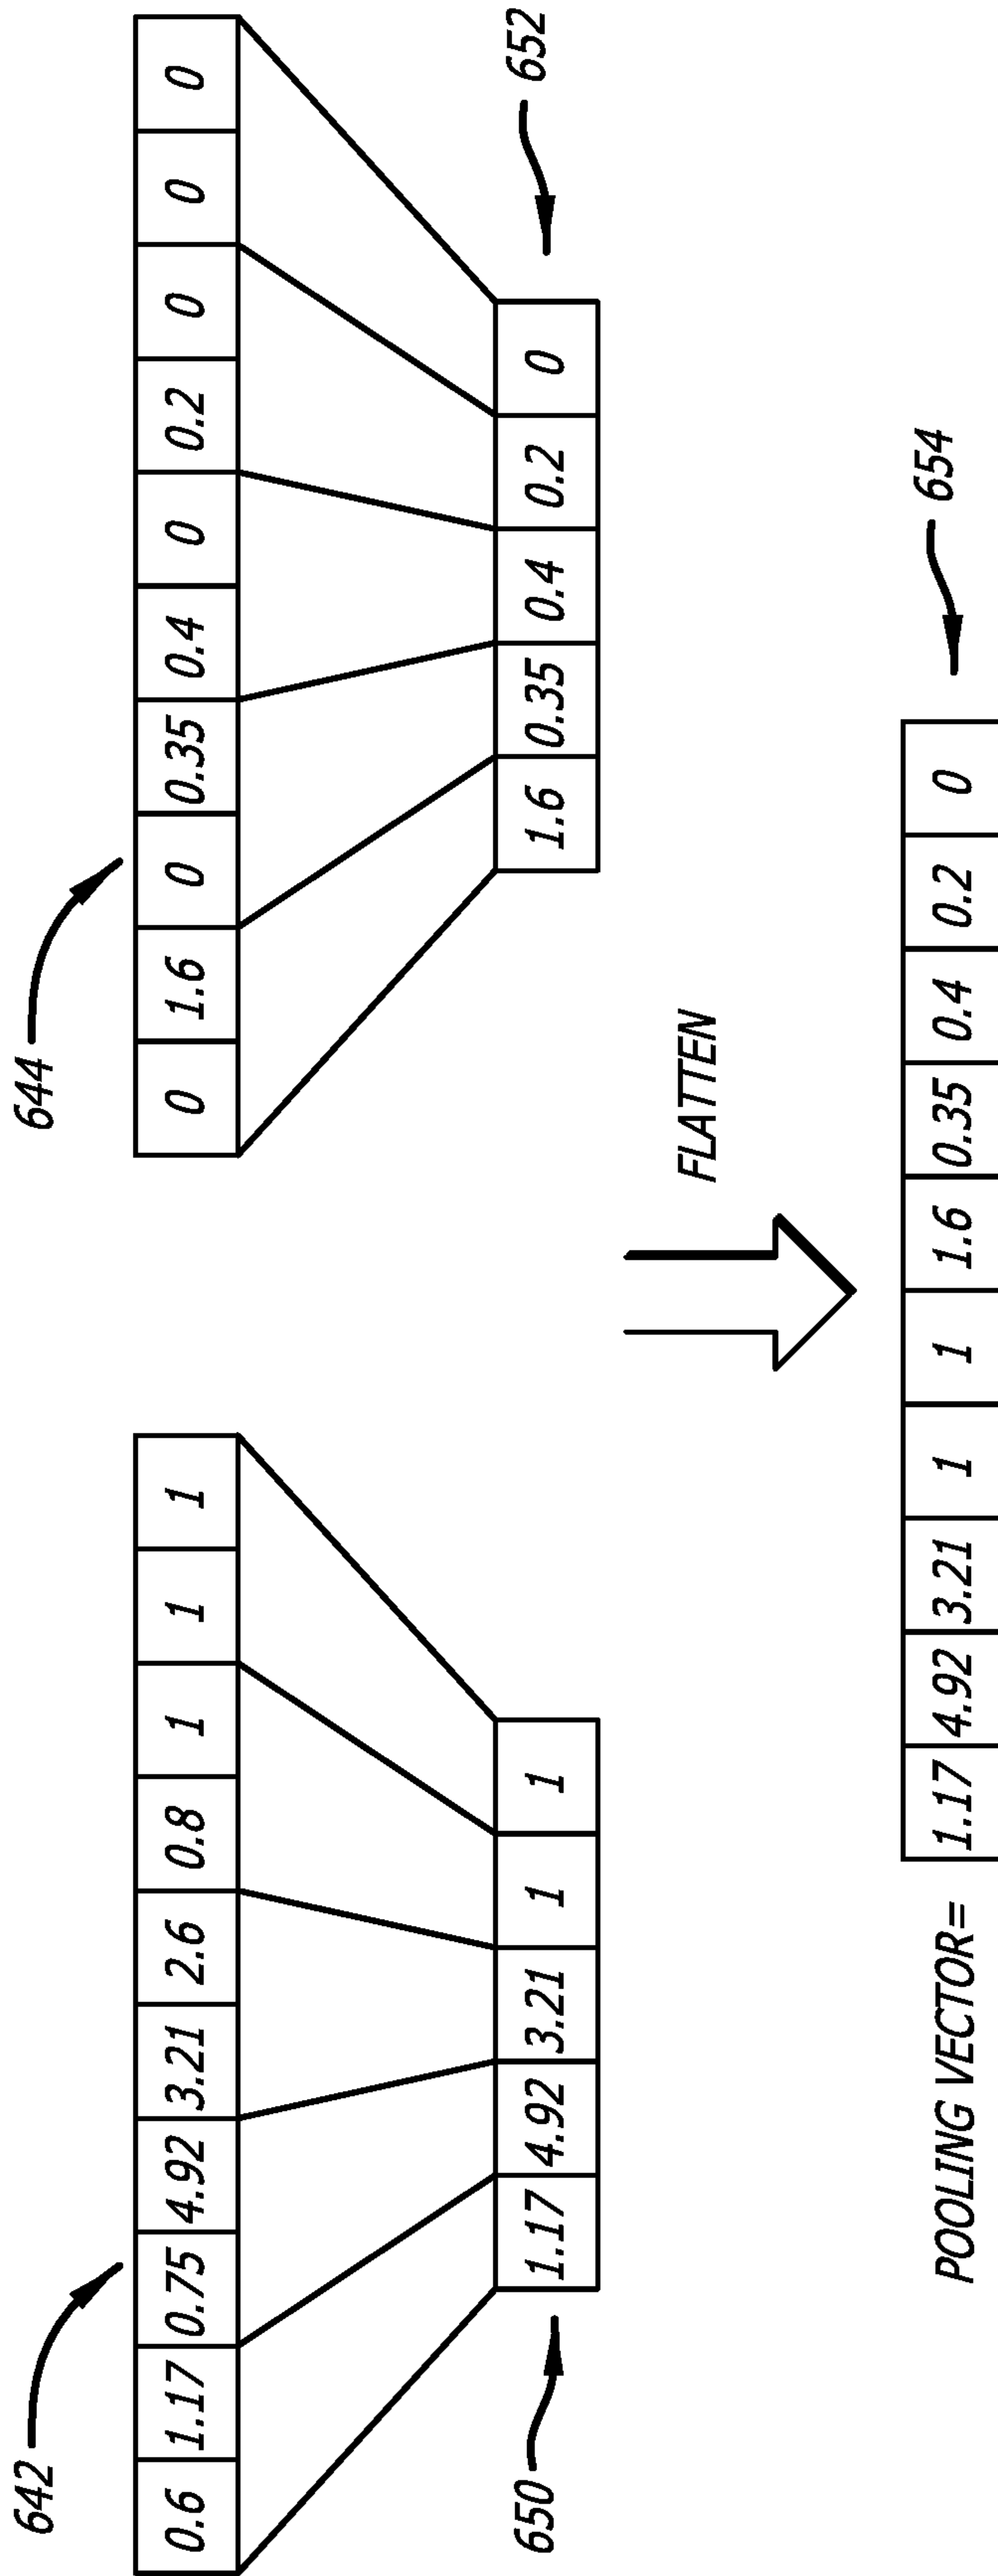 642
644
0.6 1.17 0.75 4.92 3.21 2.6 0.8 1 1 1
0 1.6 0 0.35 0.4 0 0.2 0 0 0
650
1.17 4.92 3.21 1 1
1.6 0.35 0.4 0.2 0
652
FLATTEN
654
POOLING VECTOR= 1.17 4.92 3.21 1 1 1.6 0.35 0.4 0.2 0